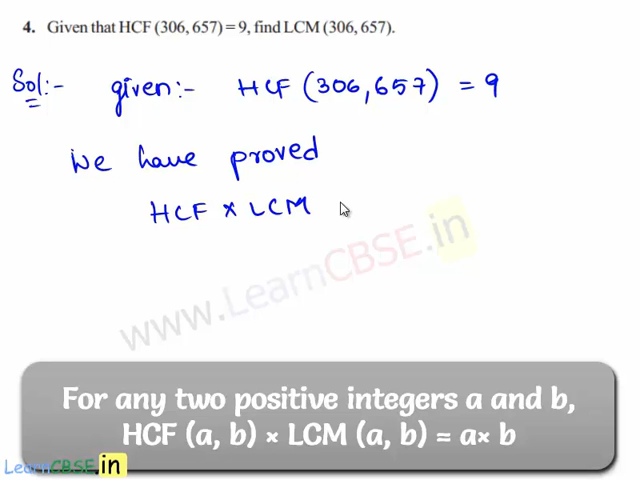 4. Given that HCF (306, 657) = 9, find LCM (306, 657).
Sol:- given:- HCF (306, 657) = 9
We have proved
HCF × LCM
www.LearnCBSE.in
For any two positive integers a and b,
HCF (a, b) × LCM (a, b) = a× b
LearnCBSE.in